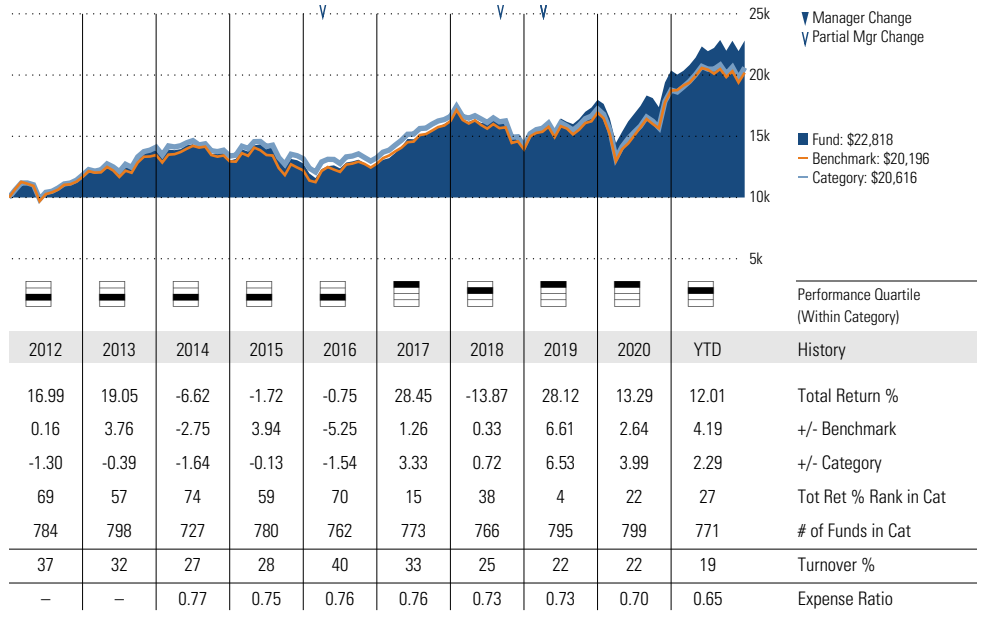 25k
Manager Change
Partial Mgr Change
20k
15k
Fund: $22,818
Benchmark: $20,196
Category: $20,616
10k
5k
Performance Quartile
(Within Category)
2012 2013 2014 2015 2016 2017 2018 2019 2020 YTD History
16.99 19.05 -6.62 -1.72 -0.75 28.45 -13.87 28.12 13.29 12.01 Total Return %
0.16 3.76 -2.75 3.94 -5.25 1.26 0.33 6.61 2.64 4.19 +/- Benchmark
-1.30 -0.39 -1.64 -0.13 -1.54 3.33 0.72 6.53 3.99 2.29 +/- Category
69 57 74 59 70 15 38 4 22 27 Tot Ret % Rank in Cat
784 798 727 780 762 773 766 795 799 771 # of Funds in Cat
37 32 27 28 40 33 25 22 22 19 Turnover %
– – 0.77 0.75 0.76 0.76 0.73 0.73 0.70 0.65 Expense Ratio